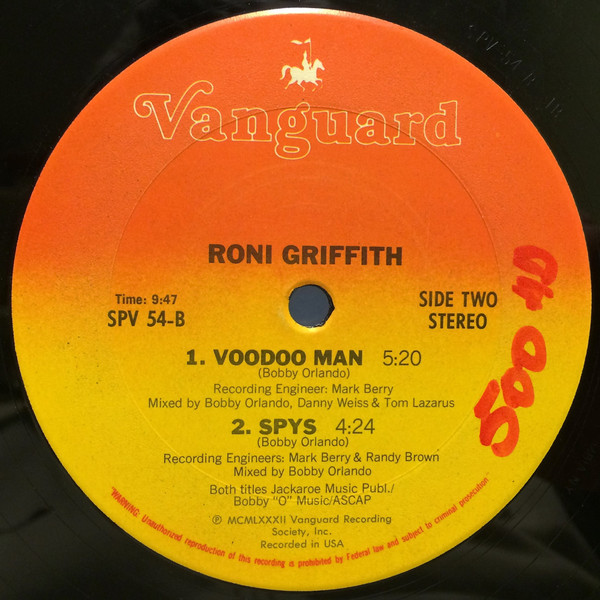 Vanguard
RONI GRIFFITH
Time: 9:47
SPV 54-B
SIDE TWO
STEREO
1. VOODOO MAN 5:20
(Bobby Orlando)
Recording Engineer: Mark Berry
Mixed by Bobby Orlando, Danny Weiss & Tom Lazarus
2. SPYS 4:24
(Bobby Orlando)
Recording Engineers: Mark Berry & Randy Brown
Mixed by Bobby Orlando
Both titles Jackaroe Music Publ./
Bobby "O" Music/ASCAP
℗ MCMLXXXII Vanguard Recording
Society, Inc.
Recorded in USA
"WARNING: Unauthorized reproduction of this recording is prohibited by Federal law and subject to criminal prosecution"